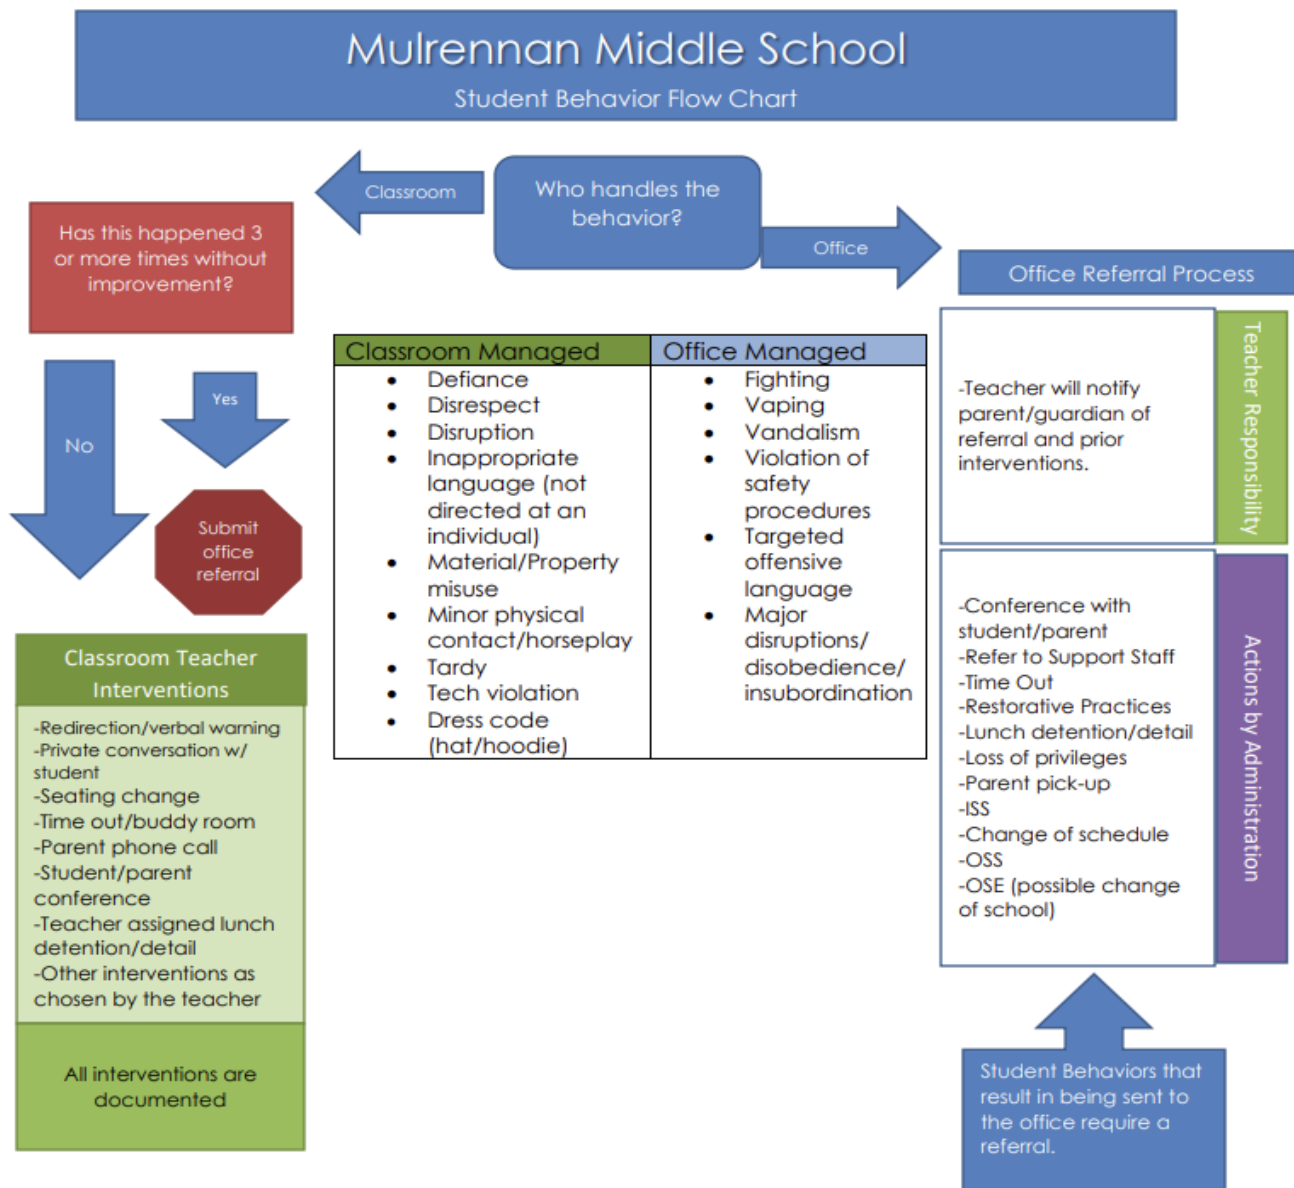 Mulrennan Middle School
Student Behavior Flow Chart
Classroom
Who handles the
behavior?
Office
Has this happened 3
or more times without
improvement?
No
Yes
Submit
office
referral
Classroom Teacher
Interventions
-Redirection/verbal warning
-Private conversation w/
student
-Seating change
-Time out/buddy room
-Parent phone call
-Student/parent
conference
-Teacher assigned lunch
detention/detail
-Other interventions as
chosen by the teacher
All interventions are
documented
Classroom Managed
• Defiance
• Disrespect
• Disruption
• Inappropriate
language (not
directed at an
individual)
• Material/Property
misuse
• Minor physical
contact/horseplay
• Tardy
• Tech violation
• Dress code
(hat/hoodie)
Office Managed
• Fighting
• Vaping
• Vandalism
• Violation of
safety
procedures
• Targeted
offensive
language
• Major
disruptions/
disobedience/
insubordination
Office Referral Process
-Teacher will notify
parent/guardian of
referral and prior
interventions.
Teacher Responsibility
-Conference with
student/parent
-Refer to Support Staff
-Time Out
-Restorative Practices
-Lunch detention/detail
-Loss of privileges
-Parent pick-up
-ISS
-Change of schedule
-OSS
-OSE (possible change
of school)
Actions by Administration
Student Behaviors that
result in being sent to
the office require a
referral.